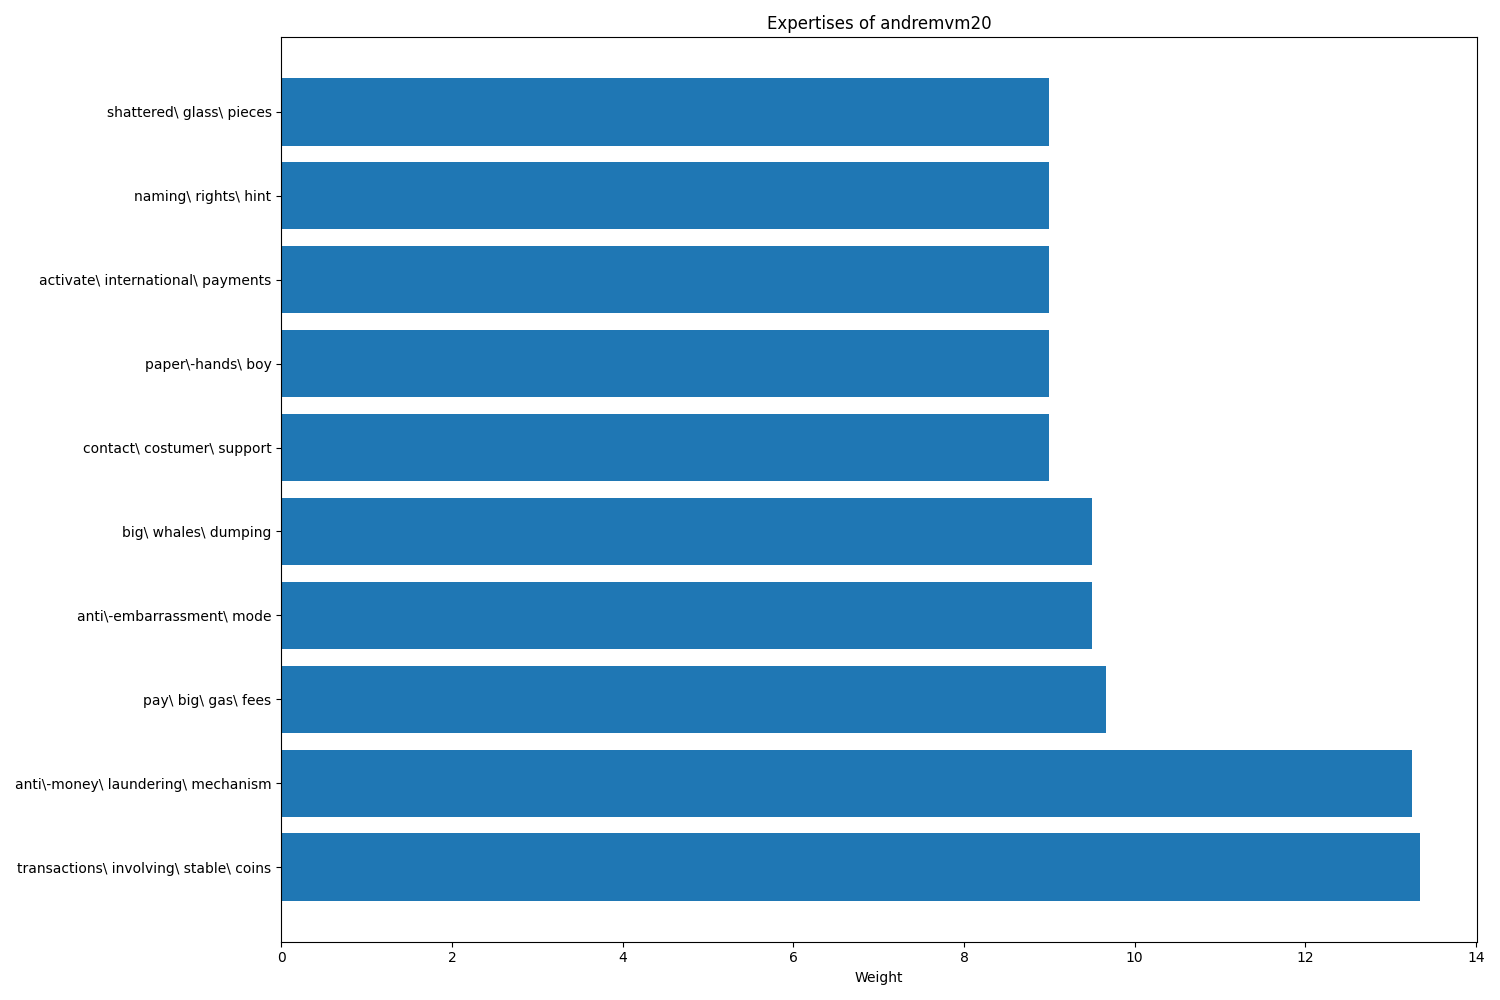 Expertises of andremvm20
shattered\ glass\ pieces
naming\ rights\ hint
activate\ international\ payments
paper\-hands\ boy
contact\ costumer\ support
big\ whales\ dumping
anti\-embarrassment\ mode
pay\ big\ gas\ fees
anti\-money\ laundering\ mechanism
transactions\ involving\ stable\ coins
0 2 4 6 8 10 12 14
Weight